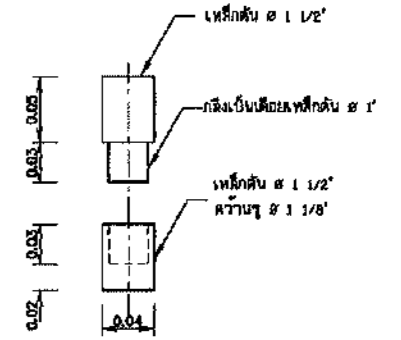 เหล็กตัน ø 1 1/2"
0.05
กลึงเป็นเดือยเหล็กตัน ø 1"
0.03
เหล็กตัน ø 1 1/2"
คว้านรู ø 1 1/8"
0.03
0.02
0.04